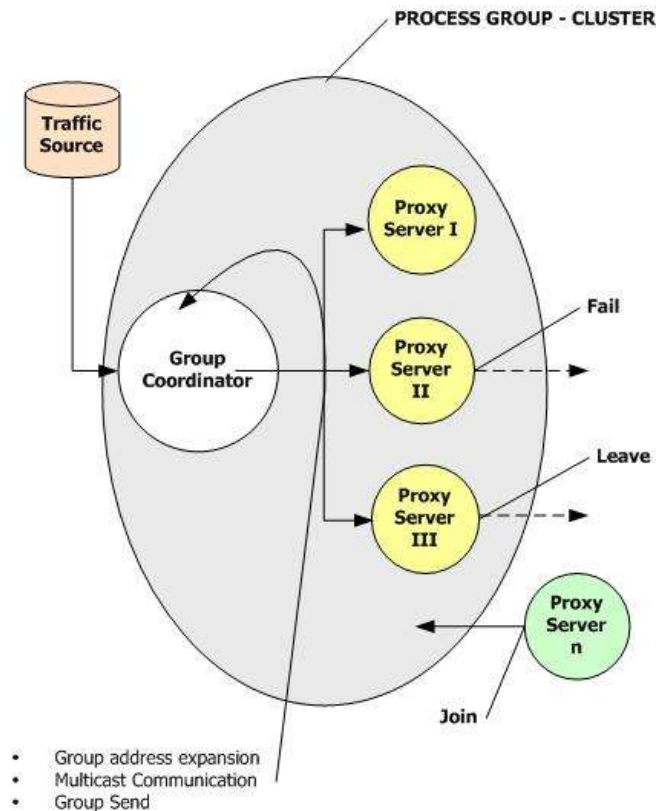 PROCESS GROUP - CLUSTER
Traffic
Source
Proxy
Server I
Fail
Group
Coordinator
Proxy
Server
II
Leave
Proxy
Server
III
Proxy
Server
n
Join
• Group address expansion
• Multicast Communication
• Group Send